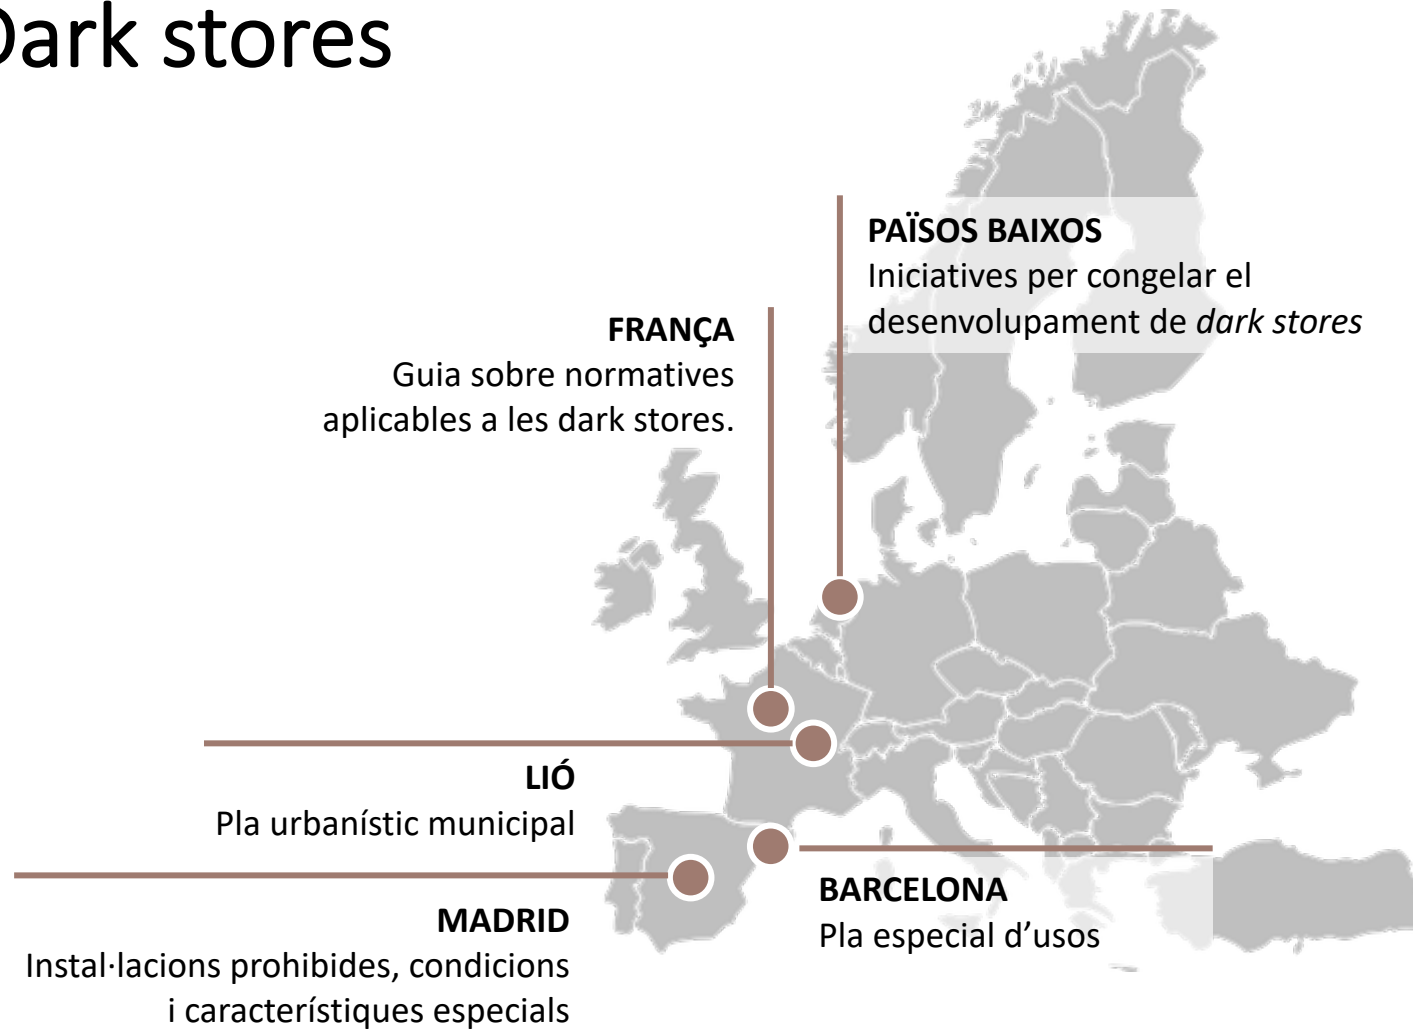 Dark stores
PAÏSOS BAIXOS
Iniciatives per congelar el
desenvolupament de dark stores
FRANÇA
Guia sobre normatives
aplicables a les dark stores.
LIÓ
Pla urbanístic municipal
BARCELONA
Pla especial d’usos
MADRID
Instal·lacions prohibides, condicions
i característiques especials